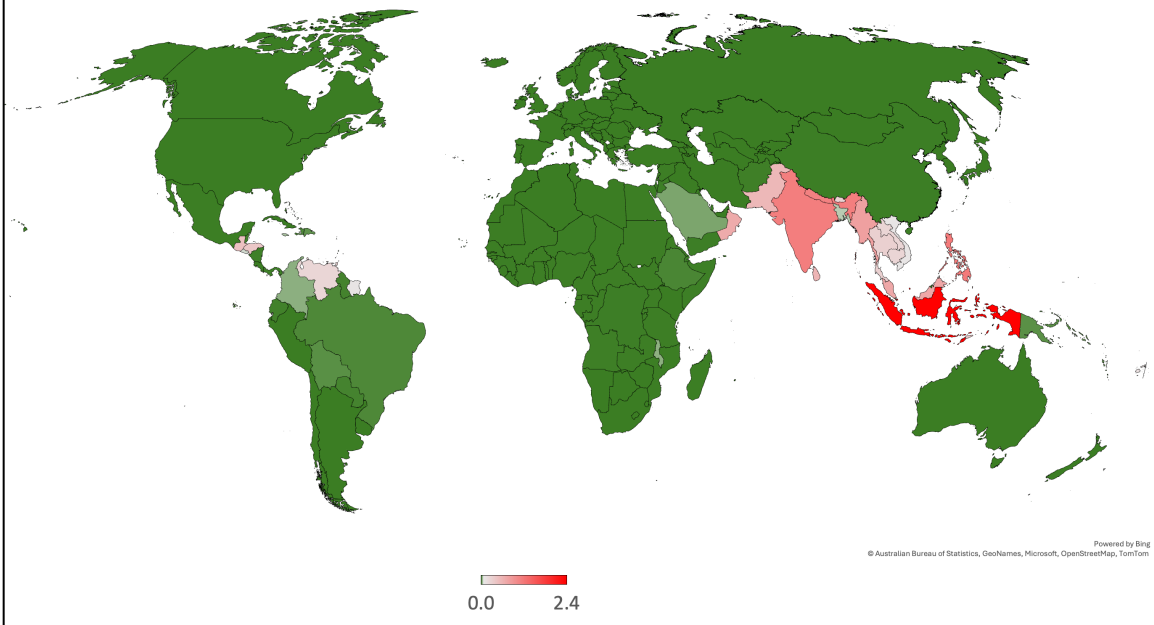 Powered by Bing
© Australian Bureau of Statistics, GeoNames, Microsoft, OpenStreetMap, TomTom
0.0 2.4